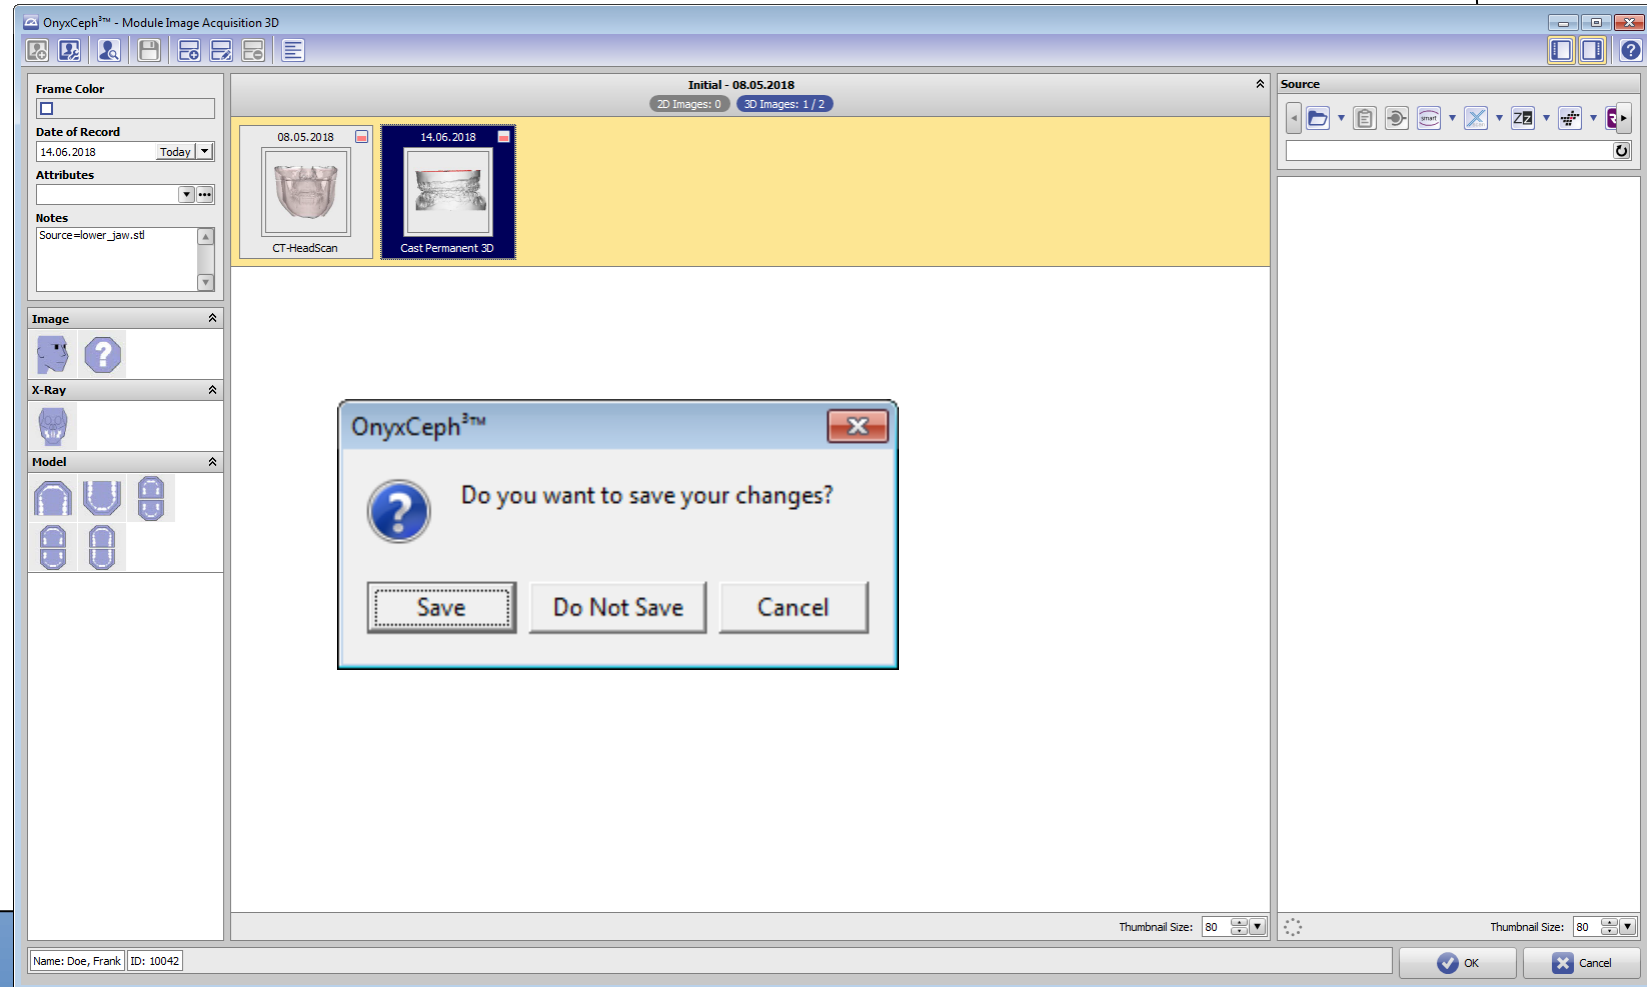 OnyxCeph³™ - Module Image Acquisition 3D
Frame Color
Date of Record
14.06.2018 Today
Attributes
Notes
Source=lower_jaw.stl
Image
X-Ray
Model
Initial - 08.05.2018
2D Images: 0 3D Images: 1 / 2
08.05.2018
CT-HeadScan
14.06.2018
Cast Permanent 3D
OnyxCeph³™
Do you want to save your changes?
Save Do Not Save Cancel
Thumbnail Size: 80
Source
smart
ZZ
Thumbnail Size: 80
Name: Doe, Frank ID: 10042
OK Cancel